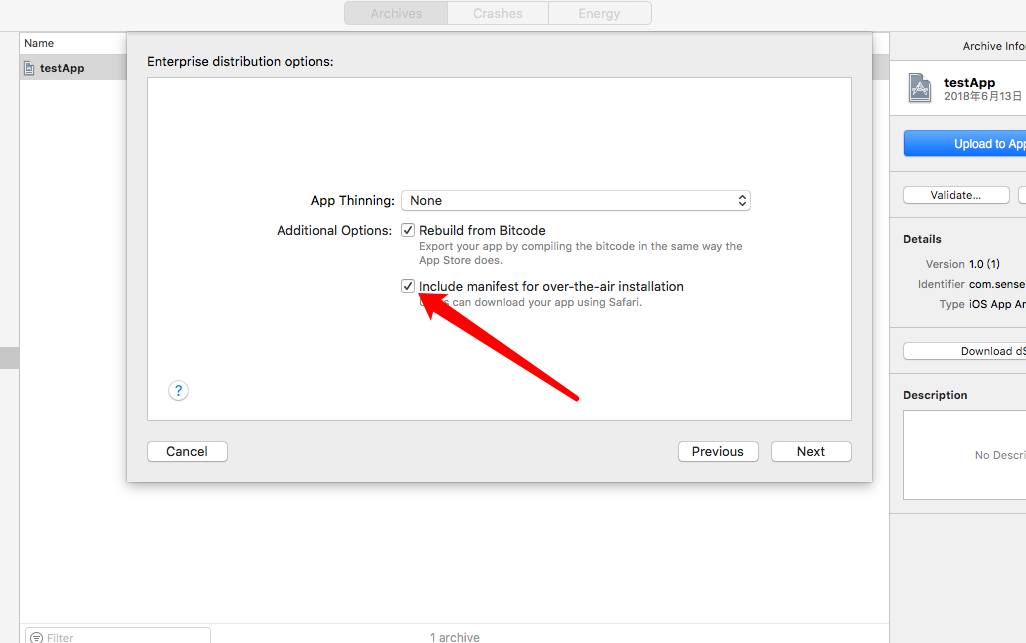 Archives Crashes Energy
Name
testApp
Enterprise distribution options:
App Thinning: None
Additional Options: Rebuild from Bitcode
Export your app by compiling the bitcode in the same way the
App Store does.
Include manifest for over-the-air installation
can download your app using Safari.
?
Cancel Previous Next
Filter
1 archive
Archive Infor
testApp
2018年6月13日
Upload to App
Validate...
Details
Version 1.0 (1)
Identifier com.sense
Type iOS App Ar
Download dS
Description
No Descri